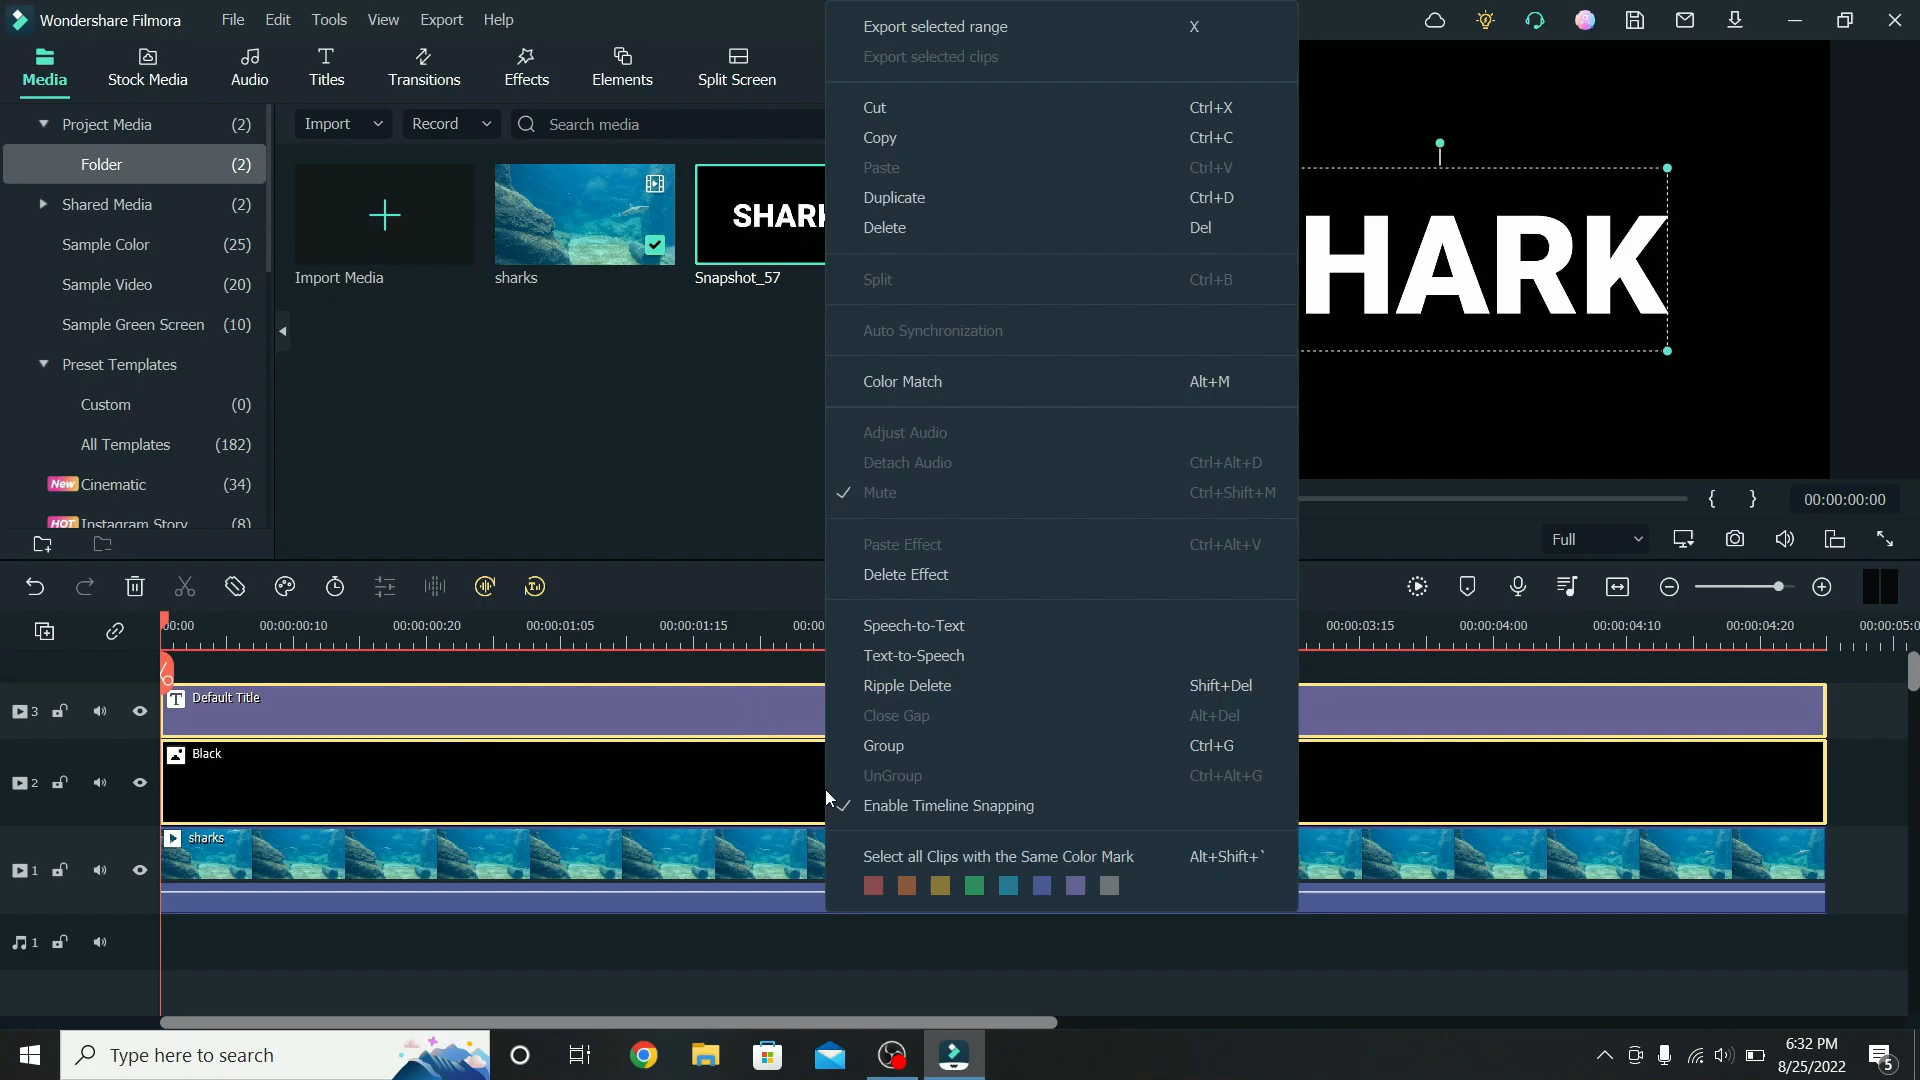 Wondershare Filmora
File
Edit
Tools
View
Export
Help
Media
Stock Media
Audio
Titles
Transitions
Effects
Elements
Split Screen
Project Media (2)
Folder (2)
Shared Media (2)
Sample Color (25)
Sample Video (20)
Sample Green Screen (10)
Preset Templates
Custom (0)
All Templates (182)
New Cinematic (34)
HOT Instagram Story (8)
Import
Record
Search media
SHARK
Import Media
sharks
Snapshot_57
Export selected range X
Export selected clips
Cut Ctrl+X
Copy Ctrl+C
Paste Ctrl+V
Duplicate Ctrl+D
Delete Del
Split Ctrl+B
Auto Synchronization
Color Match Alt+M
Adjust Audio
Detach Audio Ctrl+Alt+D
Mute Ctrl+Shift+M
Paste Effect Ctrl+Alt+V
Delete Effect
Speech-to-Text
Text-to-Speech
Ripple Delete Shift+Del
Close Gap Alt+Del
Group Ctrl+G
UnGroup Ctrl+Alt+G
Enable Timeline Snapping
Select all Clips with the Same Color Mark Alt+Shift+`
HARK
{ }
00:00:00:00
Full
00:00
00:00:00:10
00:00:00:20
00:00:01:05
00:00:01:15
00:00
00:00:03:15
00:00:04:00
00:00:04:10
00:00:04:20
00:00:05:0
3
T Default Title
2
Black
1
sharks
1
Type here to search
6:32 PM
8/25/2022
5